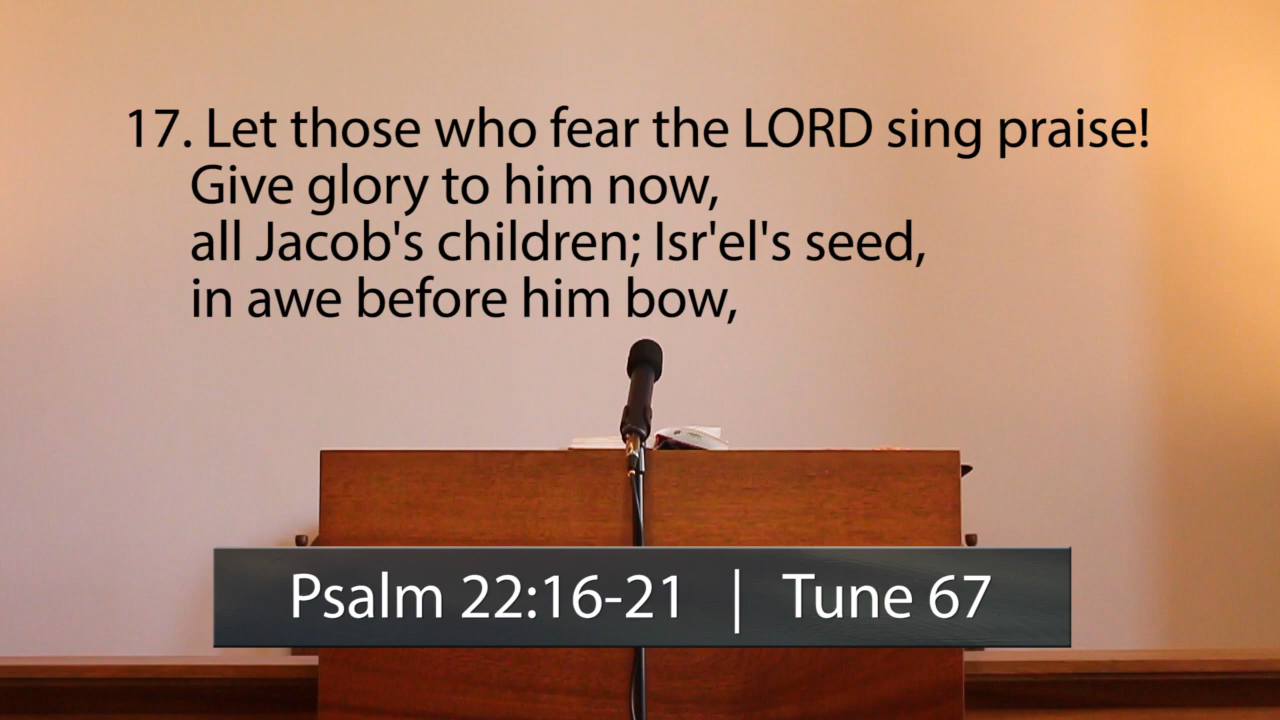 17. Let those who fear the LORD sing praise!
Give glory to him now,
all Jacob's children; Isr'el's seed,
in awe before him bow,
Psalm 22:16-21 | Tune 67